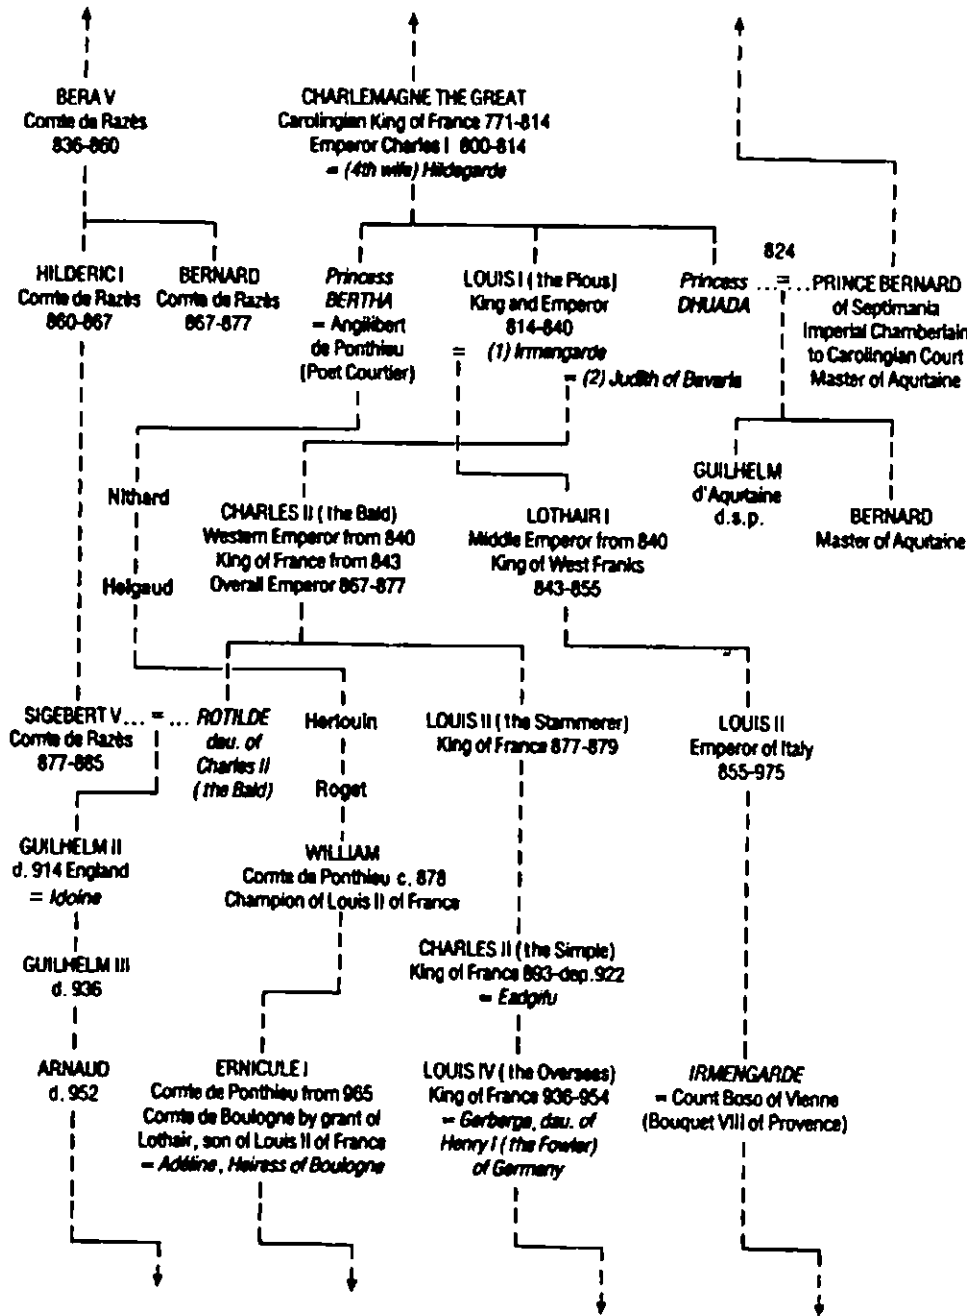 BERA V
Comte de Razès
836-860
CHARLEMAGNE THE GREAT
Carolingian King of France 771-814
Emperor Charles I 800-814
= (4th wife) Hildegarde
HILDERIC I
Comte de Razès
860-867
BERNARD
Comte de Razès
867-877
Princess
BERTHA
= Angilibert
de Ponthieu
(Poet Courtier)
LOUIS I (the Pious)
King and Emperor
814-840
= (1) Irmengarde
= (2) Judith of Bavaria
Princess
DHUADA
824
... = ...
PRINCE BERNARD
of Septimania
Imperial Chamberlain
to Carolingian Court
Master of Aquitaine
Nithard
Helgaud
CHARLES II (the Bald)
Western Emperor from 840
King of France from 843
Overall Emperor 867-877
LOTHAIR I
Middle Emperor from 840
King of West Franks
843-855
GUILHELM
d'Aquitaine
d.s.p.
BERNARD
Master of Aquitaine
SIGEBERT V ... = ...
Comte de Razès
877-885
ROTILDE
dau. of
Charles II
(the Bald)
Herlouin
Roget
LOUIS II (the Stammerer)
King of France 877-879
LOUIS II
Emperor of Italy
855-975
GUILHELM II
d. 914 England
= Idoine
WILLIAM
Comte de Ponthieu c. 878
Champion of Louis II of France
GUILHELM III
d. 936
CHARLES II (the Simple)
King of France 893-dep.922
= Eadgifu
ARNAUD
d. 952
ERNICULE I
Comte de Ponthieu from 965
Comte de Boulogne by grant of
Lothair, son of Louis II of France
= Adéline, Heiress of Boulogne
LOUIS IV (the Overseas)
King of France 936-954
= Gerberga, dau. of
Henry I (the Fowler)
of Germany
IRMENGARDE
= Count Boso of Vienne
(Bouquet VIII of Provence)